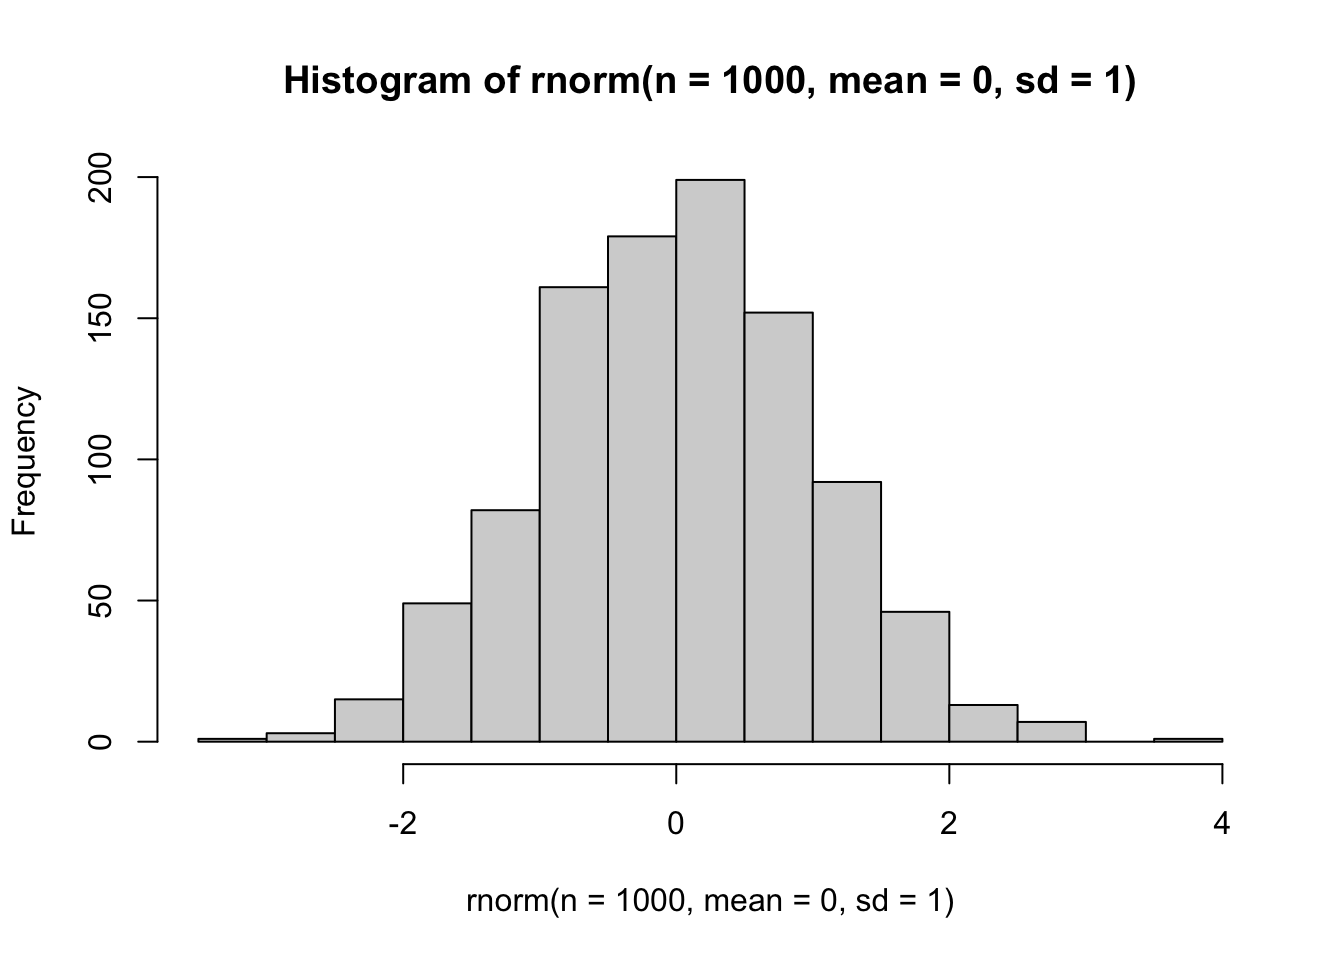 Histogram of rnorm(n = 1000, mean = 0, sd = 1)
200
150
100
50
0
Frequency
-2 0 2 4
rnorm(n = 1000, mean = 0, sd = 1)